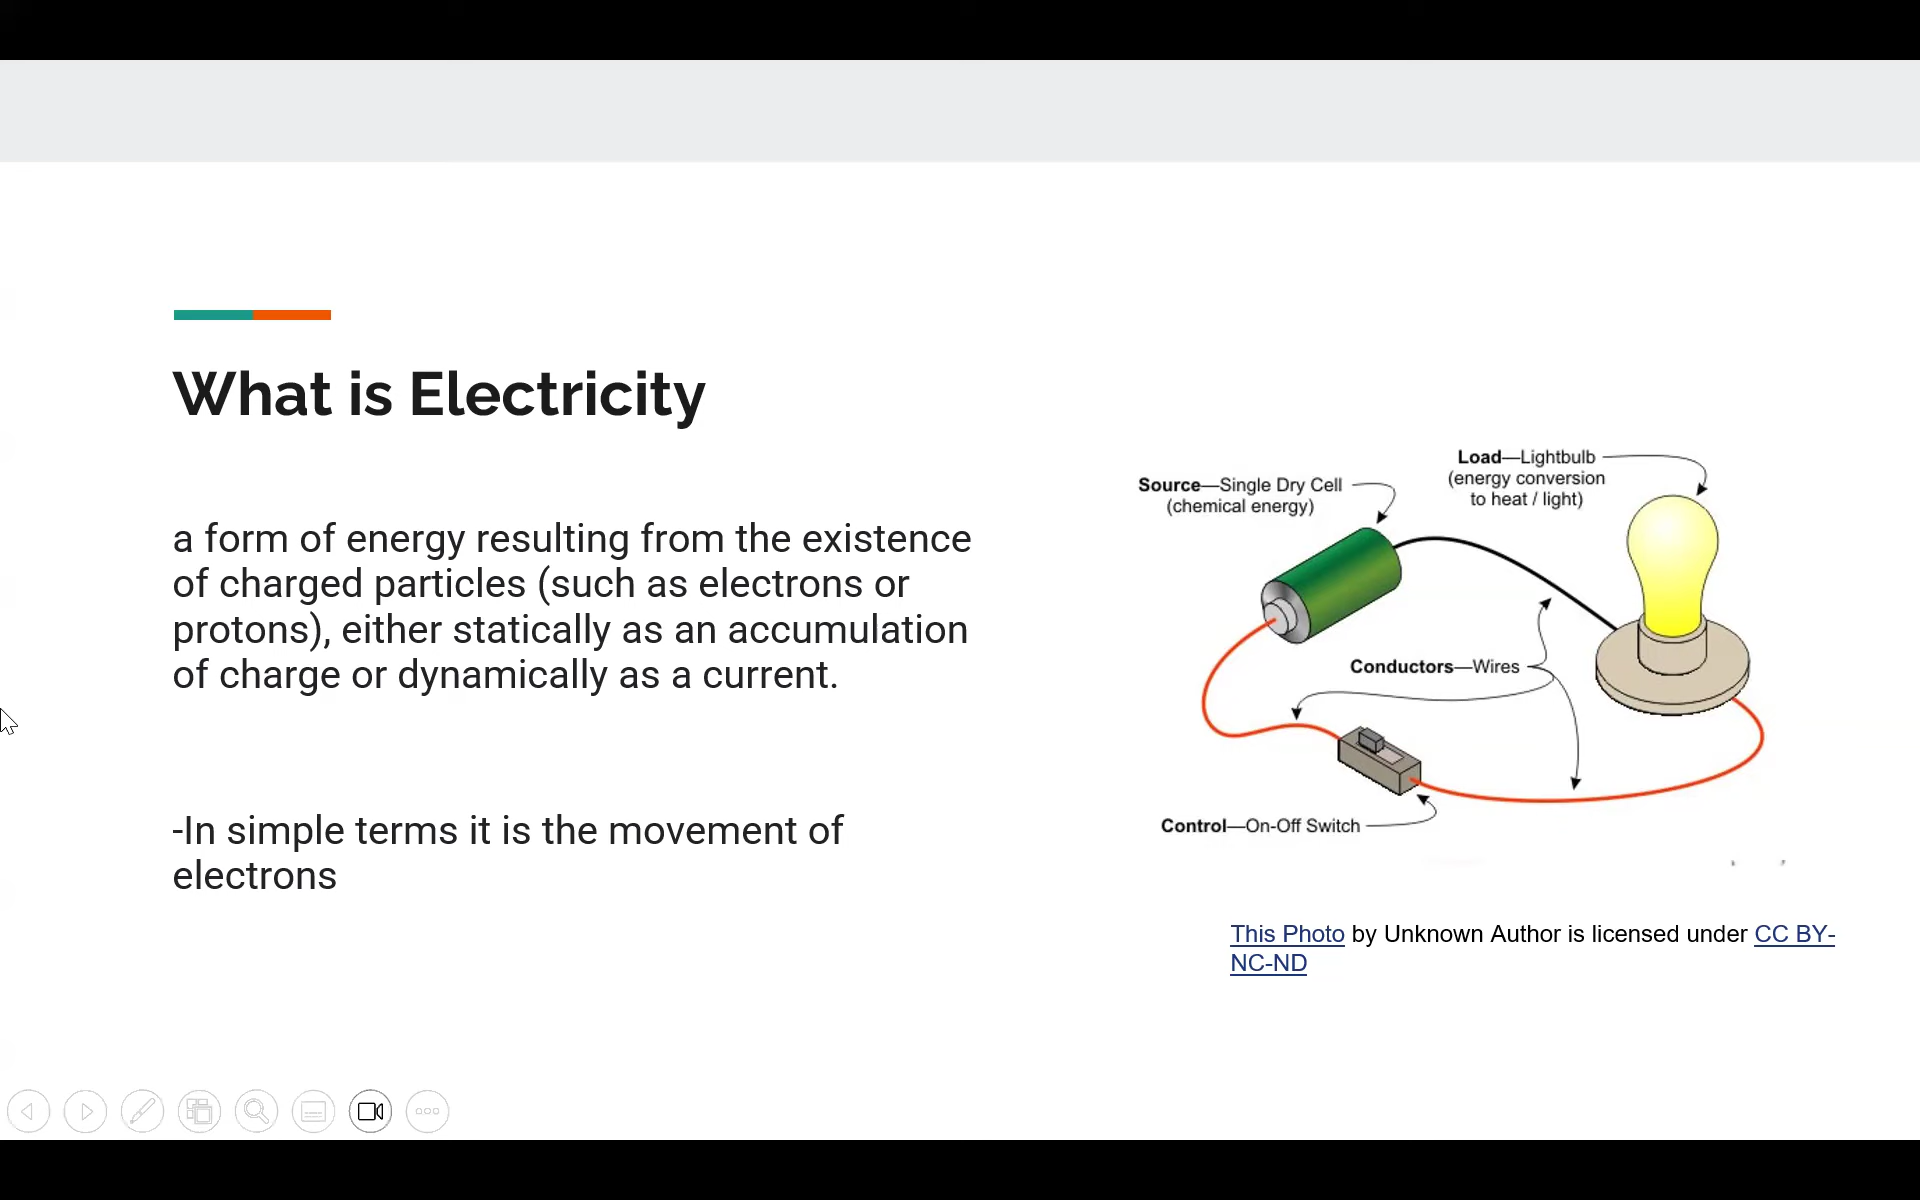 What is Electricity
a form of energy resulting from the existence
of charged particles (such as electrons or
protons), either statically as an accumulation
of charge or dynamically as a current.
-In simple terms it is the movement of
electrons
Load—Lightbulb
(energy conversion
to heat / light)
Source—Single Dry Cell
(chemical energy)
Conductors—Wires
Control—On-Off Switch
This Photo by Unknown Author is licensed under CC BY-
NC-ND